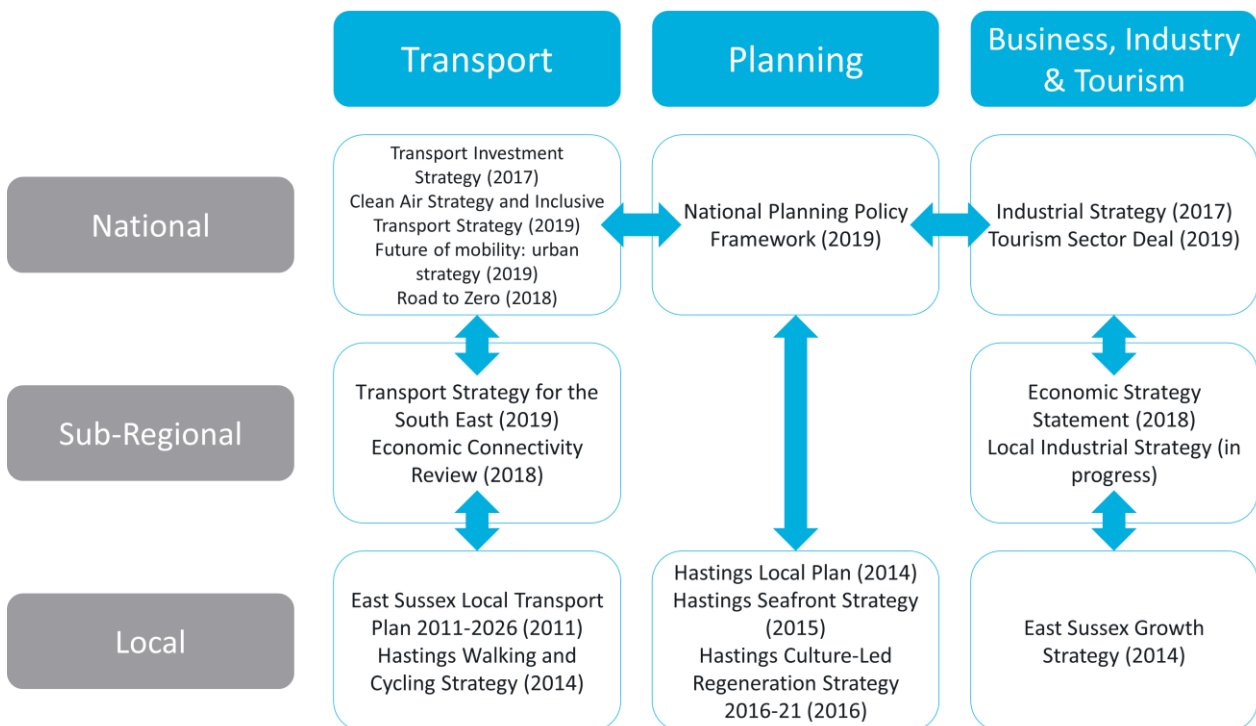 Transport
Planning
Business, Industry
& Tourism
National
Transport Investment
Strategy (2017)
Clean Air Strategy and Inclusive
Transport Strategy (2019)
Future of mobility: urban
strategy (2019)
Road to Zero (2018)
National Planning Policy
Framework (2019)
Industrial Strategy (2017)
Tourism Sector Deal (2019)
Sub-Regional
Transport Strategy for the
South East (2019)
Economic Connectivity
Review (2018)
Economic Strategy
Statement (2018)
Local Industrial Strategy (in
progress)
Local
East Sussex Local Transport
Plan 2011-2026 (2011)
Hastings Walking and
Cycling Strategy (2014)
Hastings Local Plan (2014)
Hastings Seafront Strategy
(2015)
Hastings Culture-Led
Regeneration Strategy
2016-21 (2016)
East Sussex Growth
Strategy (2014)